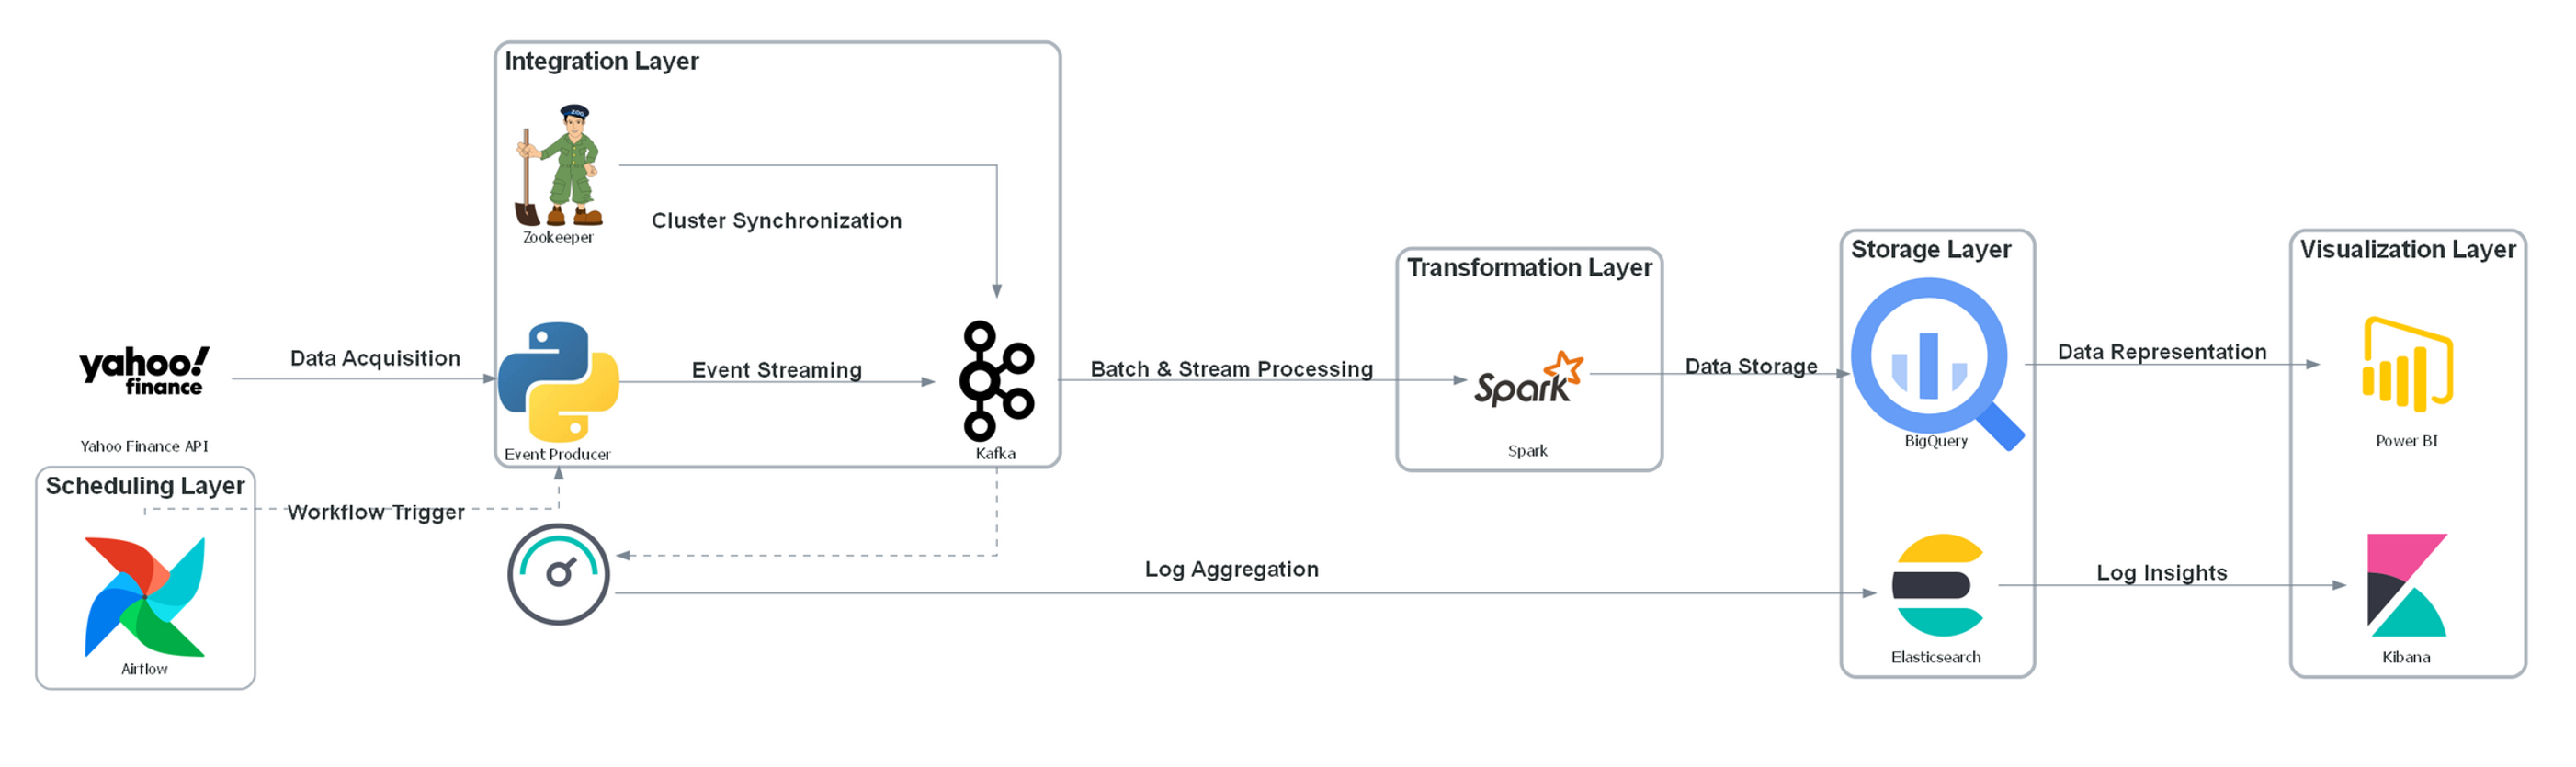 Integration Layer
ZOO
Zookeeper
Cluster Synchronization
yahoo!
finance
Yahoo Finance API
Data Acquisition
Event Producer
Event Streaming
Kafka
Batch & Stream Processing
Transformation Layer
Spark
Spark
Data Storage
Storage Layer
BigQuery
Data Representation
Visualization Layer
Power BI
Scheduling Layer
Workflow Trigger
Airflow
Log Aggregation
Elasticsearch
Log Insights
Kibana